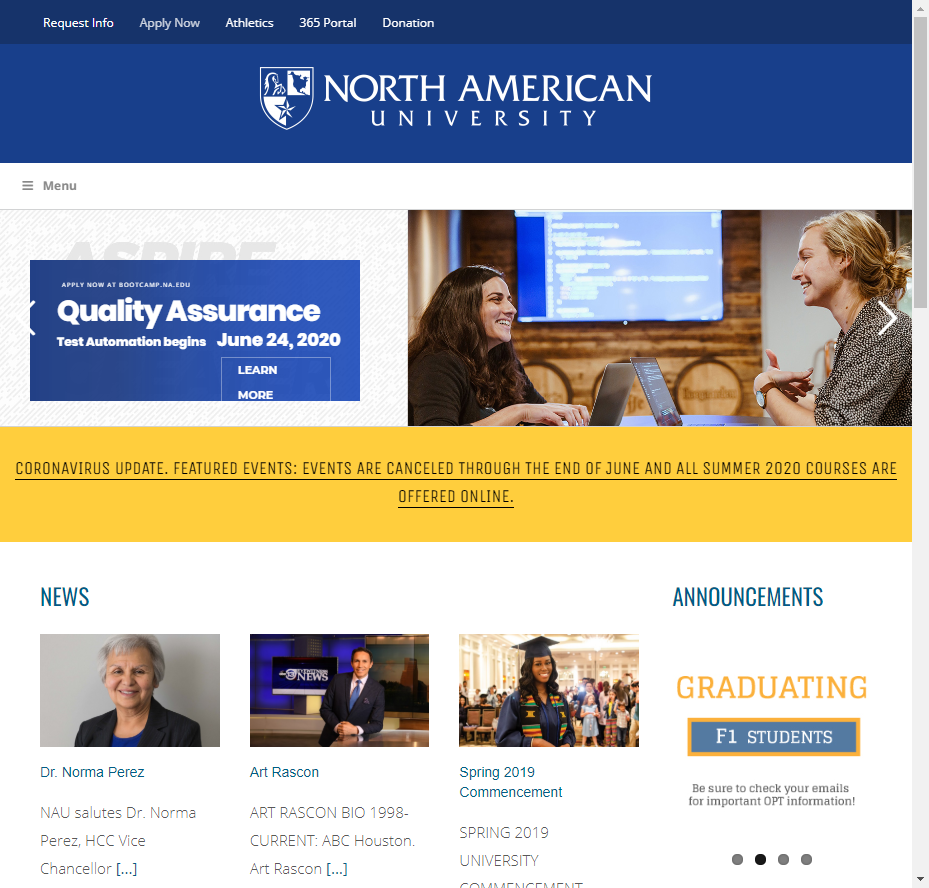 Request Info Apply Now Athletics 365 Portal Donation
NORTH AMERICAN
UNIVERSITY
Menu
ASPIRE
APPLY NOW AT BOOTCAMP.NA.EDU
Quality Assurance
Test Automation begins June 24, 2020
LEARN
MORE
CORONAVIRUS UPDATE. FEATURED EVENTS: EVENTS ARE CANCELED THROUGH THE END OF JUNE AND ALL SUMMER 2020 COURSES ARE
OFFERED ONLINE.
NEWS
NEWS
Dr. Norma Perez
NAU salutes Dr. Norma
Perez, HCC Vice
Chancellor [...]
Art Rascon
ART RASCON BIO 1998-
CURRENT: ABC Houston.
Art Rascon [...]
Spring 2019
Commencement
SPRING 2019
UNIVERSITY
COMMENCEMENT
ANNOUNCEMENTS
GRADUATING
F1 STUDENTS
Be sure to check your emails
for important OPT information!